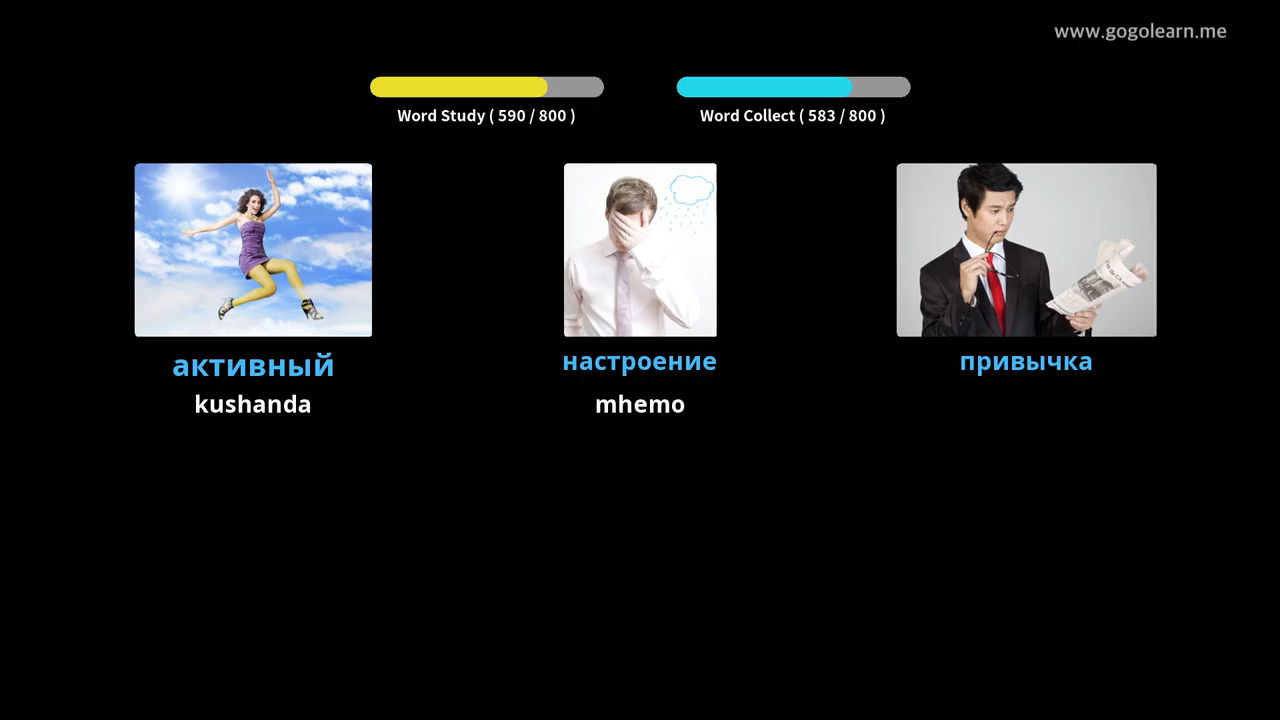 www.gogolearn.me
Word Study ( 590 / 800 )
Word Collect ( 583 / 800 )
активный
kushanda
настроение
mhemo
привычка